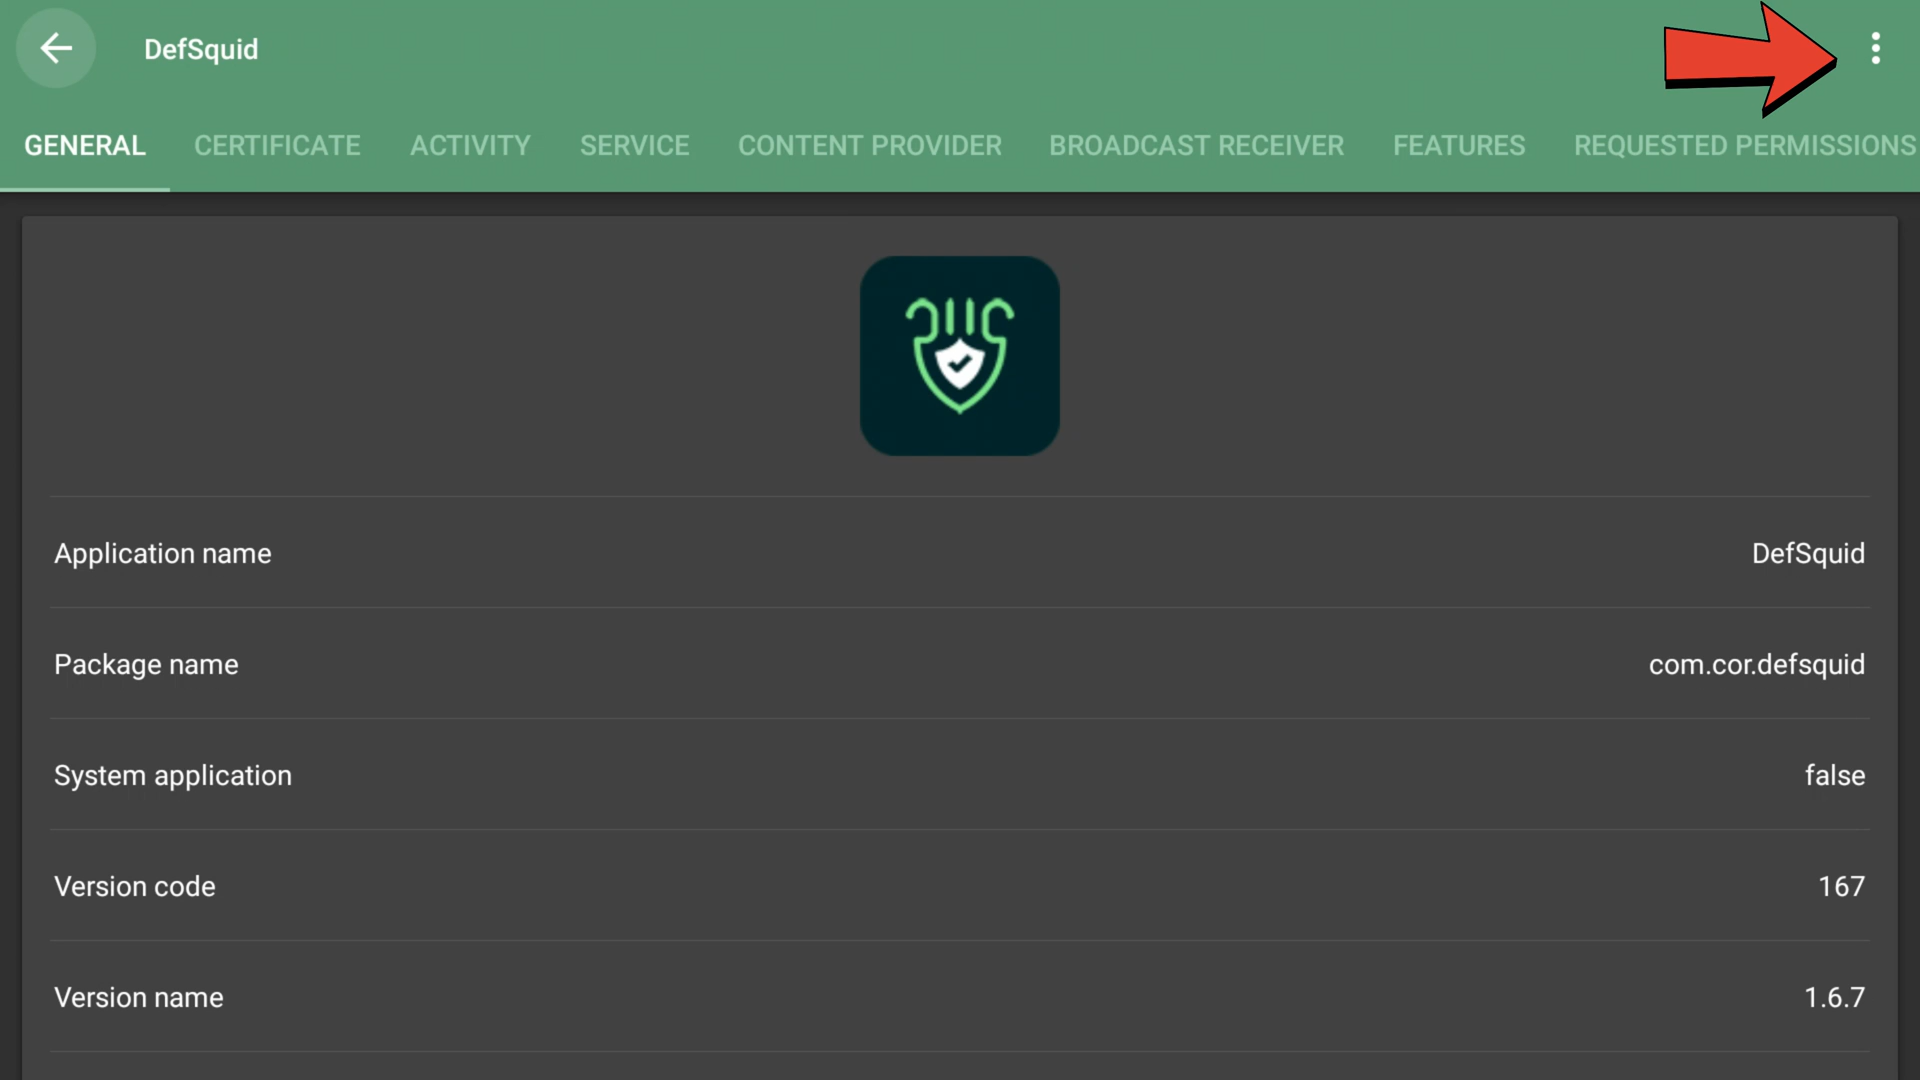 DefSquid
GENERAL CERTIFICATE ACTIVITY SERVICE CONTENT PROVIDER BROADCAST RECEIVER FEATURES REQUESTED PERMISSIONS
Application name DefSquid
Package name com.cor.defsquid
System application false
Version code 167
Version name 1.6.7